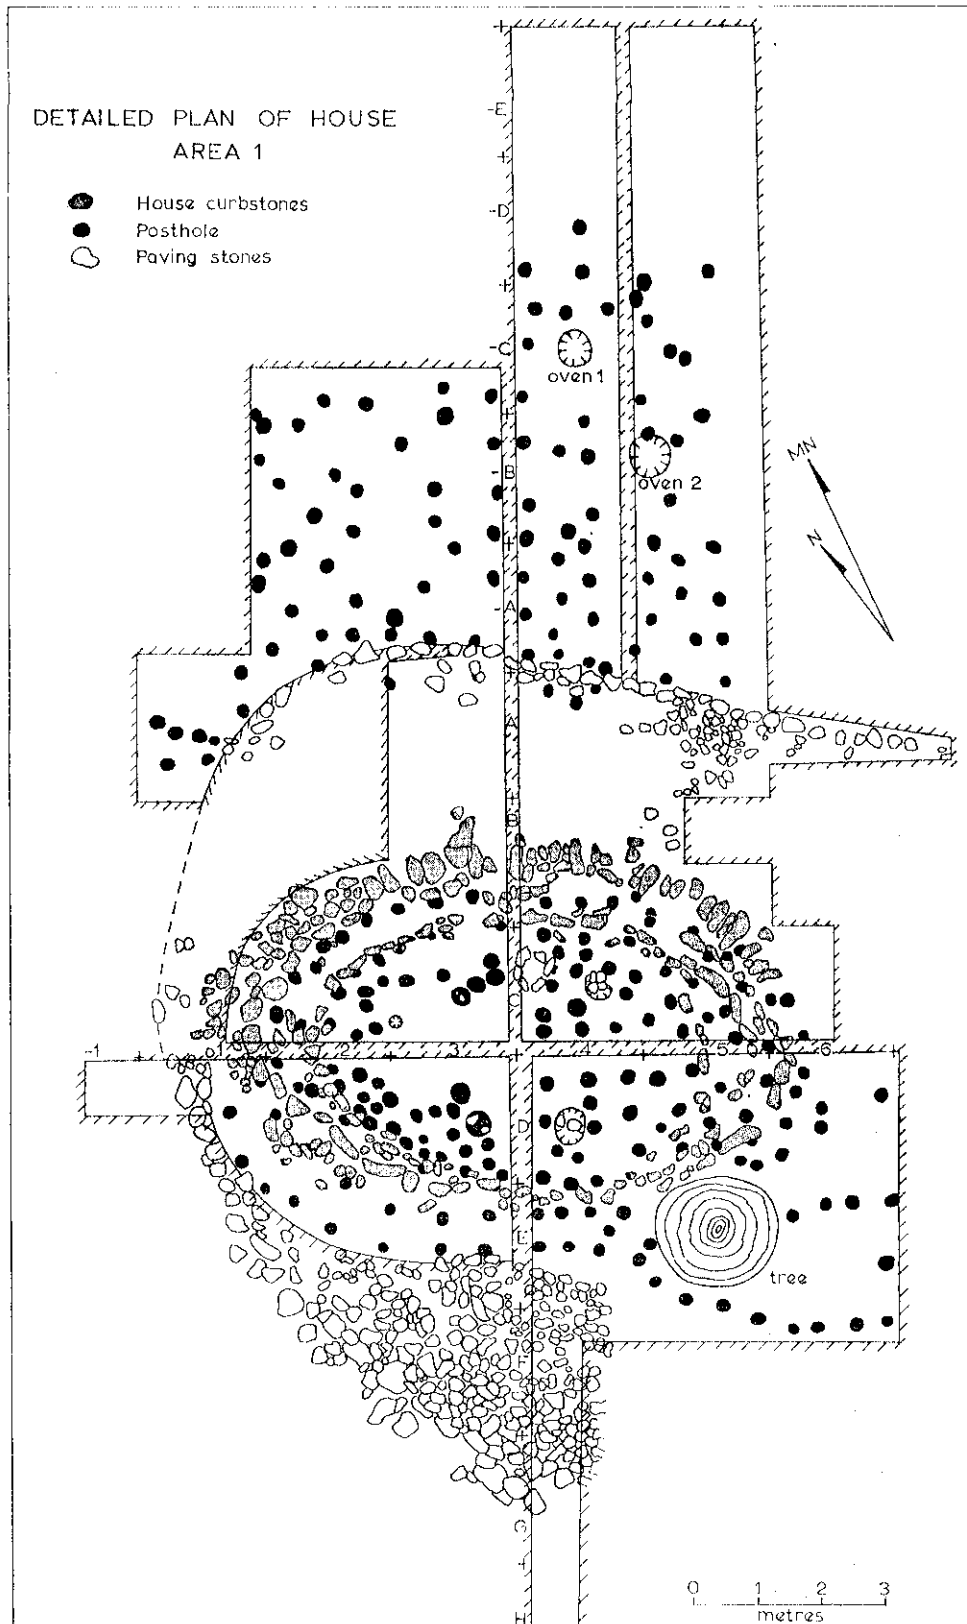 DETAILED PLAN OF HOUSE
AREA 1
House curbstones
Posthole
Paving stones
-E
-D
-C
oven 1
-B
oven 2
MN
N
-A
A
B
C
-1
1
2
3
4
5
6
D
E
tree
F
G
H
0 1 2 3
metres